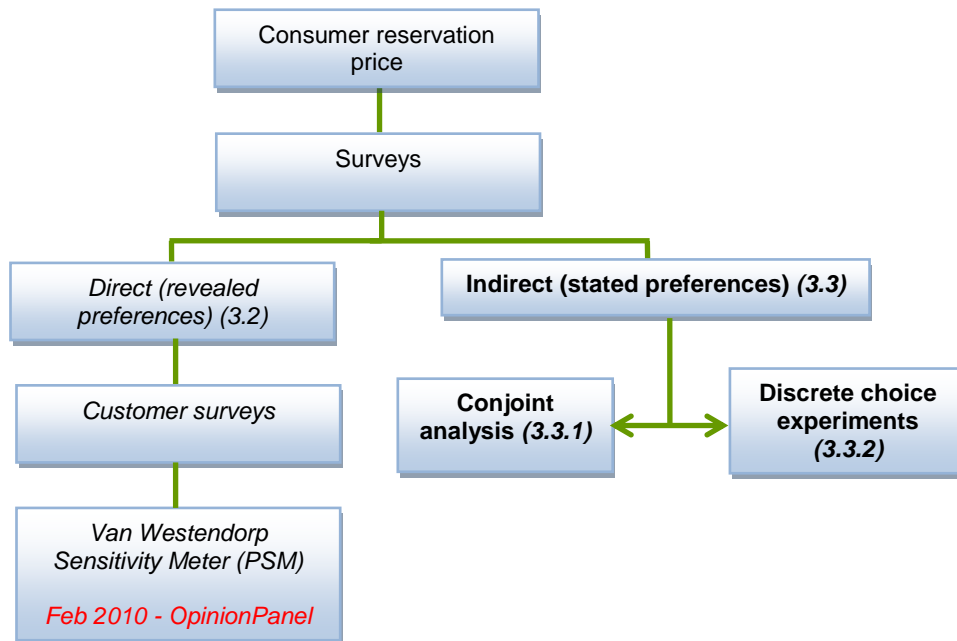 Consumer reservation
price
Surveys
Direct (revealed
preferences) (3.2)
Indirect (stated preferences) (3.3)
Customer surveys
Conjoint
analysis (3.3.1)
Discrete choice
experiments
(3.3.2)
Van Westendorp
Sensitivity Meter (PSM)
Feb 2010 - OpinionPanel